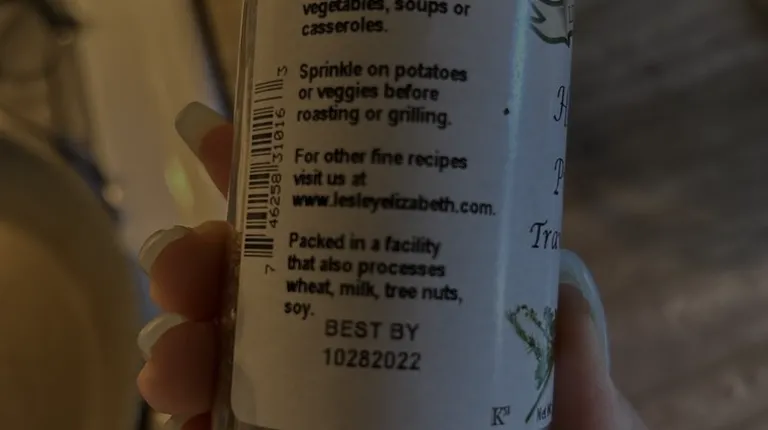 vegetables, soups or
casseroles.
Sprinkle on potatoes
or veggies before
roasting or grilling.
For other fine recipes
visit us at
www.lesleyelizabeth.com.
Packed in a facility
that also processes
wheat, milk, tree nuts,
soy.
BEST BY
10282022
7 46258 31016 3
K